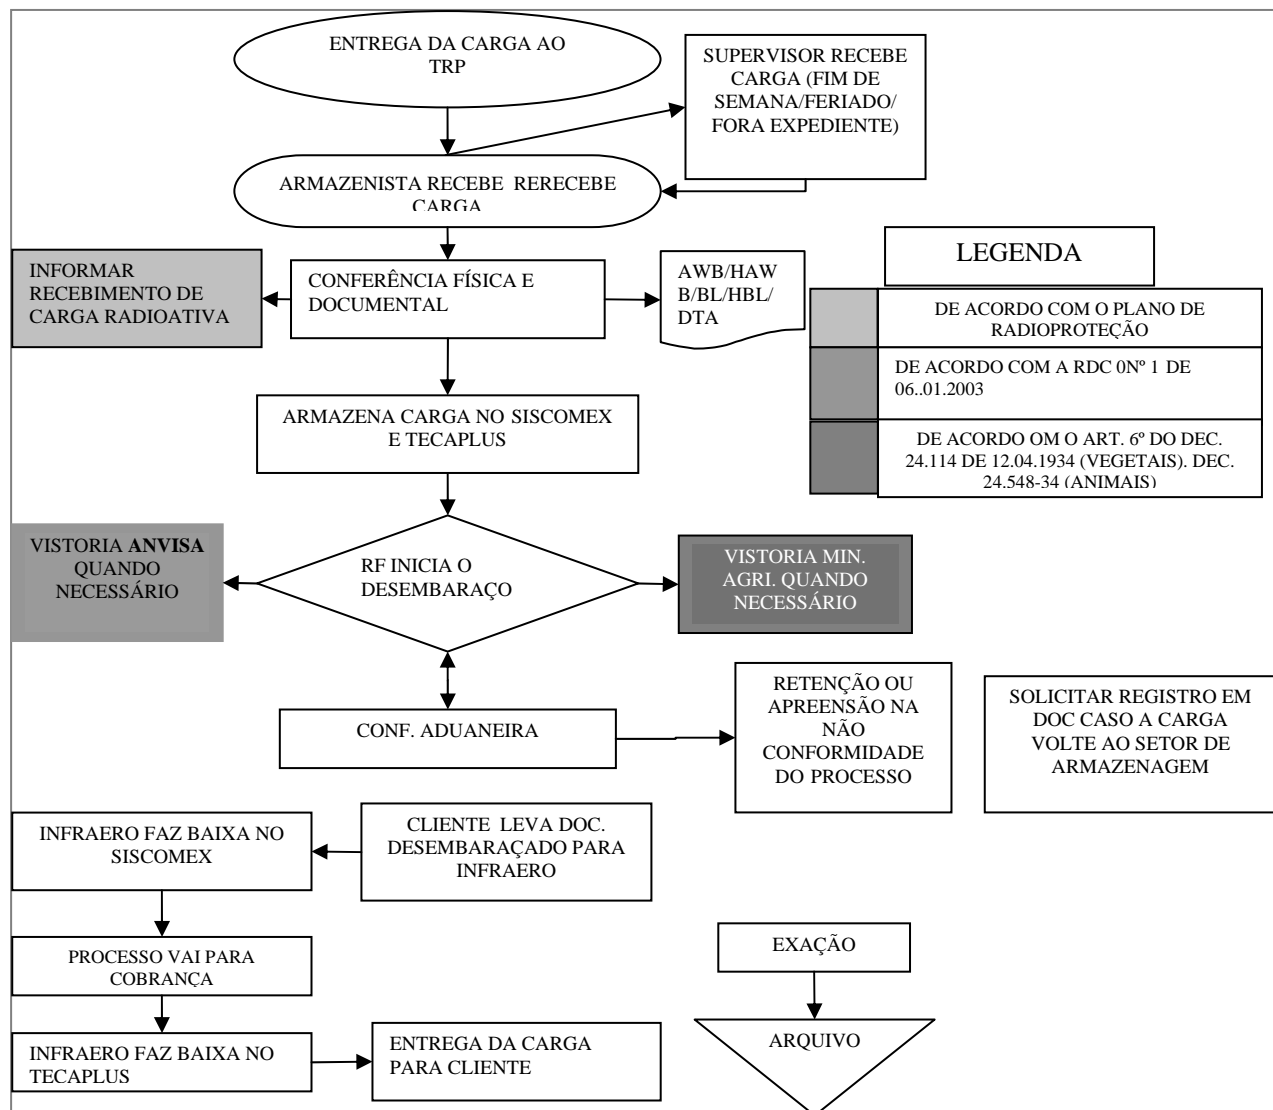 ENTREGA DA CARGA AO
TRP
SUPERVISOR RECEBE
CARGA (FIM DE
SEMANA/FERIADO/
FORA EXPEDIENTE)
ARMAZENISTA RECEBE RERECEBE
CARGA
INFORMAR
RECEBIMENTO DE
CARGA RADIOATIVA
CONFERÊNCIA FÍSICA E
DOCUMENTAL
AWB/HAW
B/BL/HBL/
DTA
LEGENDA
DE ACORDO COM O PLANO DE
RADIOPROTEÇÃO
DE ACORDO COM A RDC 0Nº 1 DE
06..01.2003
DE ACORDO OM O ART. 6º DO DEC.
24.114 DE 12.04.1934 (VEGETAIS). DEC.
24.548-34 (ANIMAIS)
ARMAZENA CARGA NO SISCOMEX
E TECAPLUS
VISTORIA ANVISA
QUANDO
NECESSÁRIO
RF INICIA O
DESEMBARAÇO
VISTORIA MIN.
AGRI. QUANDO
NECESSÁRIO
CONF. ADUANEIRA
RETENÇÃO OU
APREENSÃO NA
NÃO
CONFORMIDADE
DO PROCESSO
SOLICITAR REGISTRO EM
DOC CASO A CARGA
VOLTE AO SETOR DE
ARMAZENAGEM
INFRAERO FAZ BAIXA NO
SISCOMEX
CLIENTE LEVA DOC.
DESEMBARAÇADO PARA
INFRAERO
PROCESSO VAI PARA
COBRANÇA
EXAÇÃO
INFRAERO FAZ BAIXA NO
TECAPLUS
ENTREGA DA CARGA
PARA CLIENTE
ARQUIVO